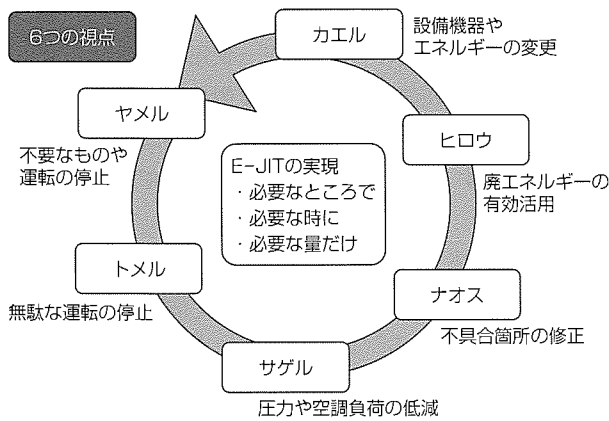 6つの視点
カエル
設備機器や
エネルギーの変更
ヒロウ
廃エネルギーの
有効活用
ナオス
不具合箇所の修正
サゲル
圧力や空調負荷の低減
トメル
無駄な運転の停止
ヤメル
不要なものや
運転の停止
E-JITの実現
・必要なところで
・必要な時に
・必要な量だけ